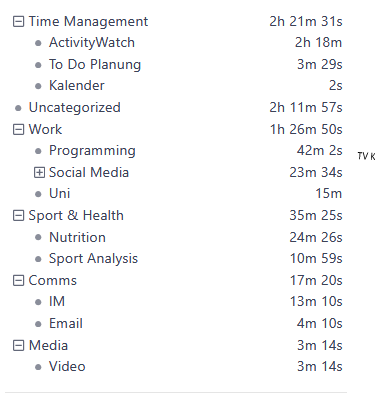 Time Management 2h 21m 31s
ActivityWatch 2h 18m
To Do Planung 3m 29s
Kalender 2s
Uncategorized 2h 11m 57s
Work 1h 26m 50s
Programming 42m 2s
TV K
Social Media 23m 34s
Uni 15m
Sport & Health 35m 25s
Nutrition 24m 26s
Sport Analysis 10m 59s
Comms 17m 20s
IM 13m 10s
Email 4m 10s
Media 3m 14s
Video 3m 14s